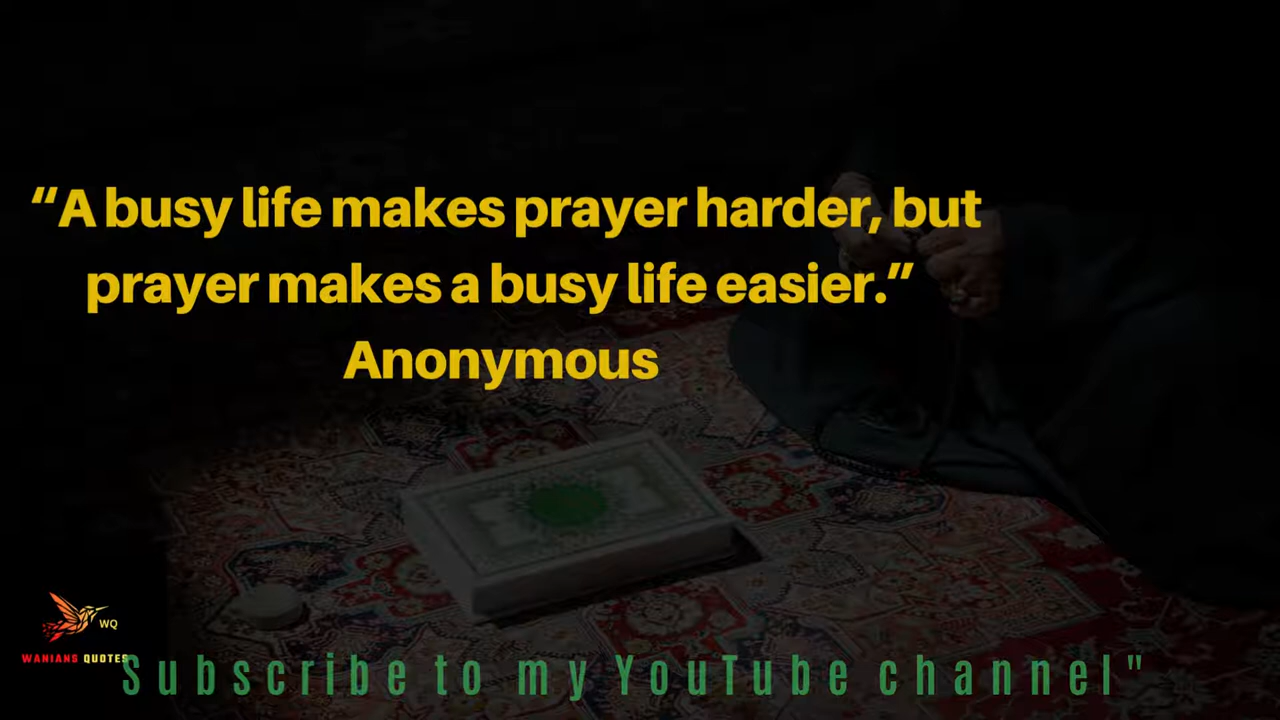 “A busy life makes prayer harder, but
prayer makes a busy life easier.”
Anonymous
WQ
WANIANS QUOTES
Subscribe to my YouTube channel"